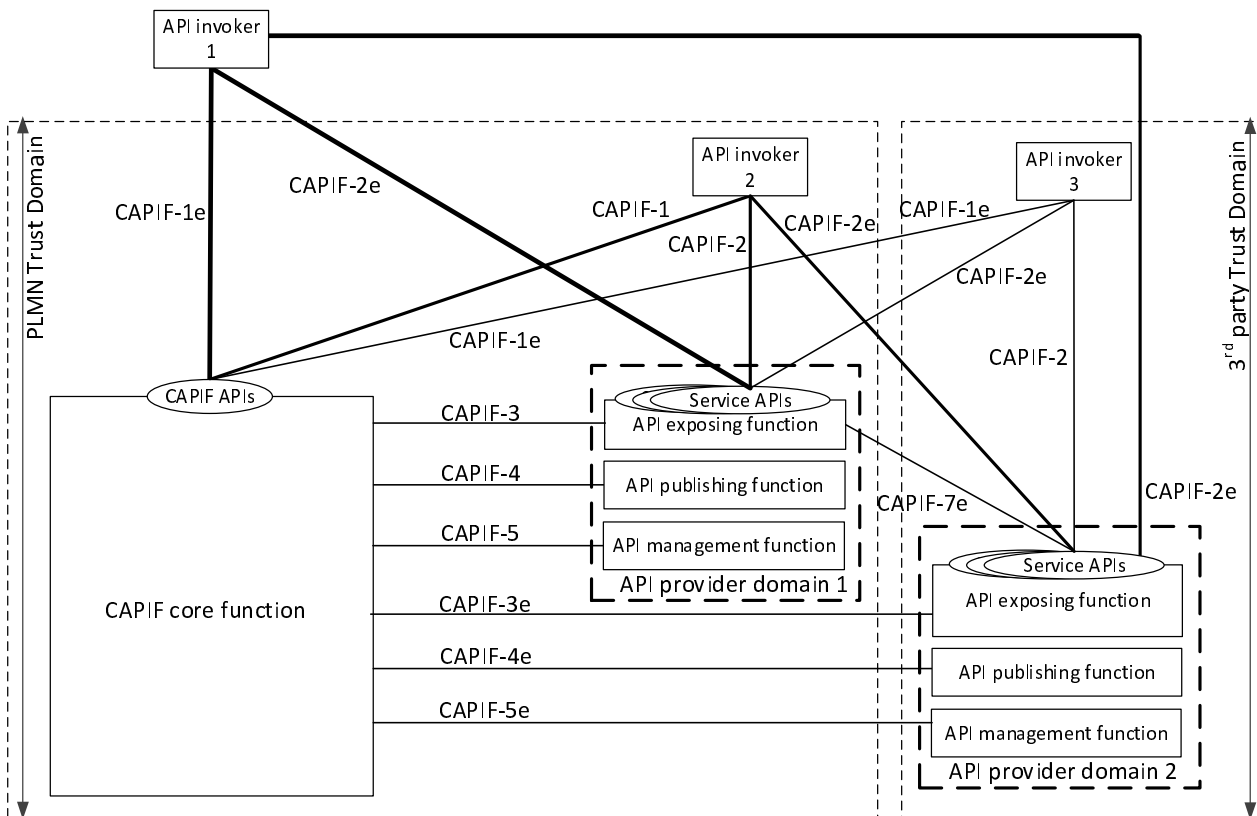 API invoker
1
PLMN Trust Domain
3rd party Trust Domain
API invoker
2
API invoker
3
CAPIF-2e
CAPIF-1e
CAPIF-1
CAPIF-2e
CAPIF-1e
CAPIF-2
CAPIF-2e
CAPIF-1e
CAPIF-2
CAPIF APIs
Service APIs
CAPIF-3
API exposing function
CAPIF-4
API publishing function
CAPIF-7e
CAPIF-2e
CAPIF-5
API management function
API provider domain 1
Service APIs
CAPIF core function
CAPIF-3e
API exposing function
CAPIF-4e
API publishing function
CAPIF-5e
API management function
API provider domain 2